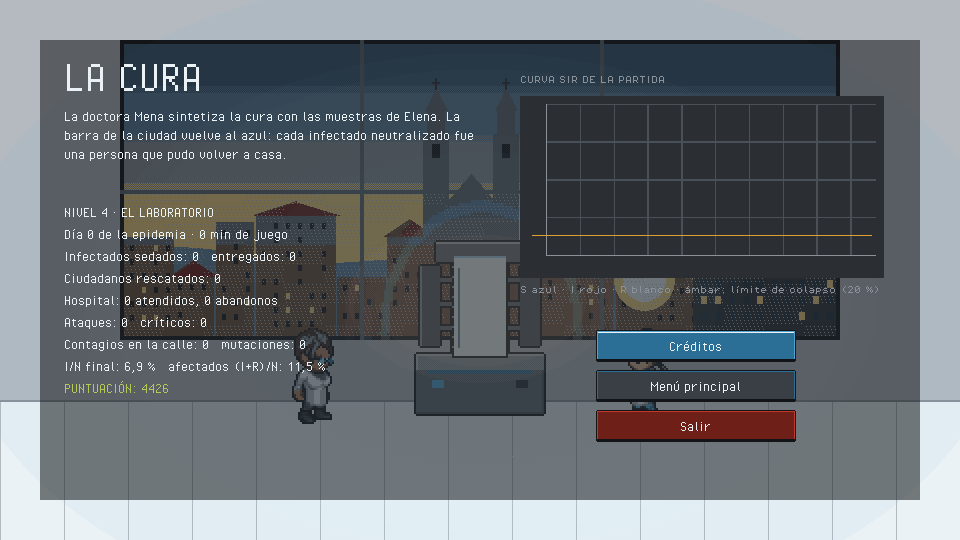 LA CURA
La doctora Mena sintetiza la cura con las muestras de Elena. La
barra de la ciudad vuelve al azul: cada infectado neutralizado fue
una persona que pudo volver a casa.
NIVEL 4 · EL LABORATORIO
Día 0 de la epidemia · 0 min de juego
Infectados sedados: 0 entregados: 0
Ciudadanos rescatados: 0
Hospital: 0 atendidos, 0 abandonos
Ataques: 0 críticos: 0
Contagios en la calle: 0 mutaciones: 0
I/N final: 6,9 % afectados (I+R)/N: 11,5 %
PUNTUACIÓN: 4426
CURVA SIR DE LA PARTIDA
S azul · I rojo · R blanco · ámbar: límite de colapso (20 %)
Créditos
Menú principal
Salir